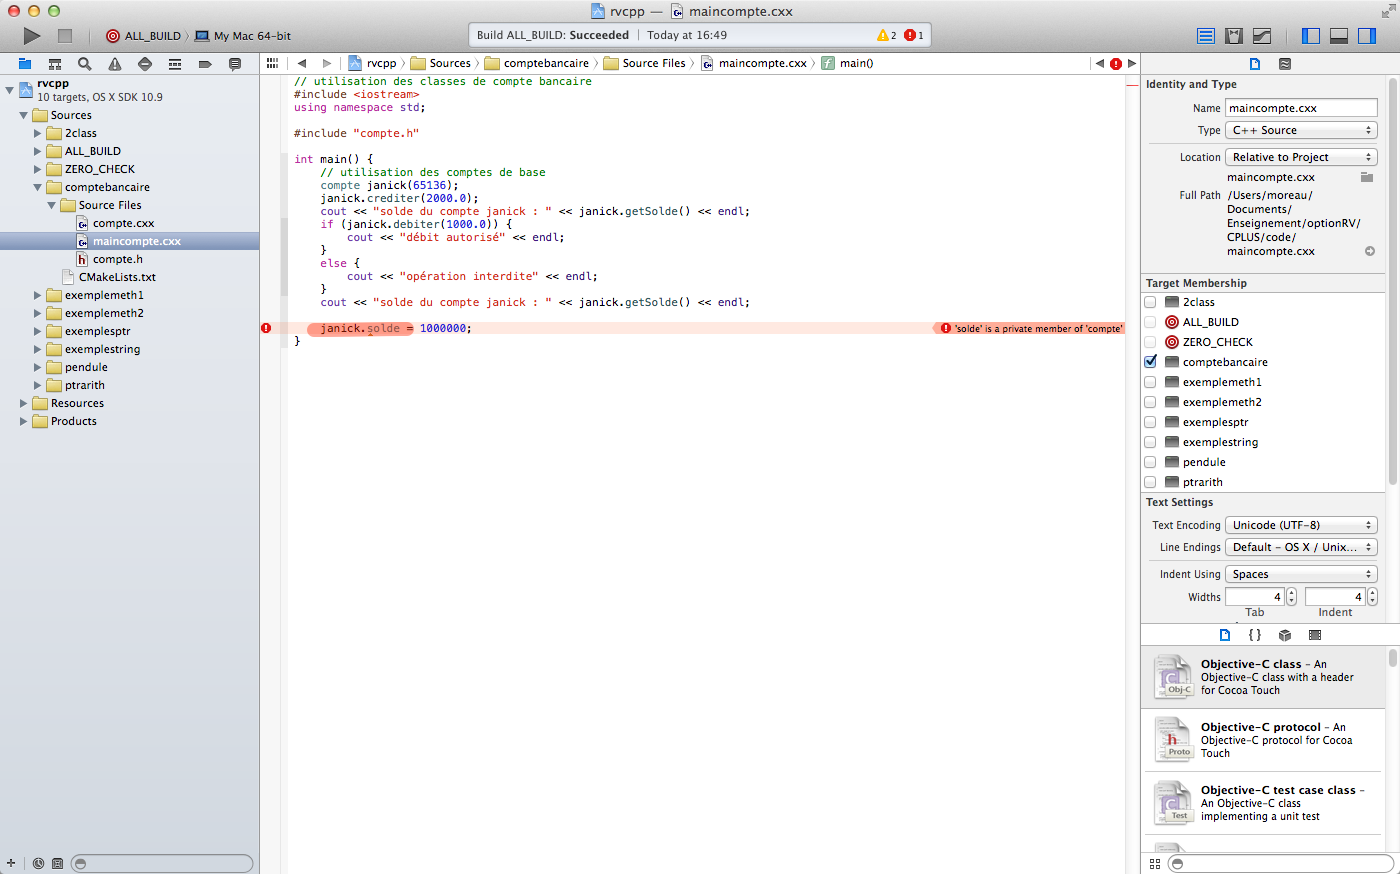 rvcpp — maincompte.cxx
ALL_BUILD 〉 My Mac 64-bit
Build ALL_BUILD: Succeeded | Today at 16:49
2 1
rvcpp 〉 Sources 〉 comptebancaire 〉 Source Files 〉 maincompte.cxx 〉 main()
rvcpp
10 targets, OS X SDK 10.9
Sources
2class
ALL_BUILD
ZERO_CHECK
comptebancaire
Source Files
compte.cxx
maincompte.cxx
compte.h
CMakeLists.txt
exemplemeth1
exemplemeth2
exemplesptr
exemplestring
pendule
ptrarith
Resources
Products
// utilisation des classes de compte bancaire
#include <iostream>
using namespace std;
#include "compte.h"
int main() {
// utilisation des comptes de base
compte janick(65136);
janick.crediter(2000.0);
cout << "solde du compte janick : " << janick.getSolde() << endl;
if (janick.debiter(1000.0)) {
cout << "débit autorisé" << endl;
}
else {
cout << "opération interdite" << endl;
}
cout << "solde du compte janick : " << janick.getSolde() << endl;
janick.solde = 1000000;
'solde' is a private member of 'compte'
}
Identity and Type
Name maincompte.cxx
Type C++ Source
Location Relative to Project
maincompte.cxx
Full Path /Users/moreau/
Documents/
Enseignement/optionRV/
CPLUS/code/
maincompte.cxx
Target Membership
2class
ALL_BUILD
ZERO_CHECK
comptebancaire
exemplemeth1
exemplemeth2
exemplesptr
exemplestring
pendule
ptrarith
Text Settings
Text Encoding Unicode (UTF-8)
Line Endings Default - OS X / Unix...
Indent Using Spaces
Widths 4 4
Tab Indent
{ }
Obj-C
Objective-C class - An
Objective-C class with a header
for Cocoa Touch
h
Proto
Objective-C protocol - An
Objective-C protocol for Cocoa
Touch
Test
Objective-C test case class -
An Objective-C class
implementing a unit test